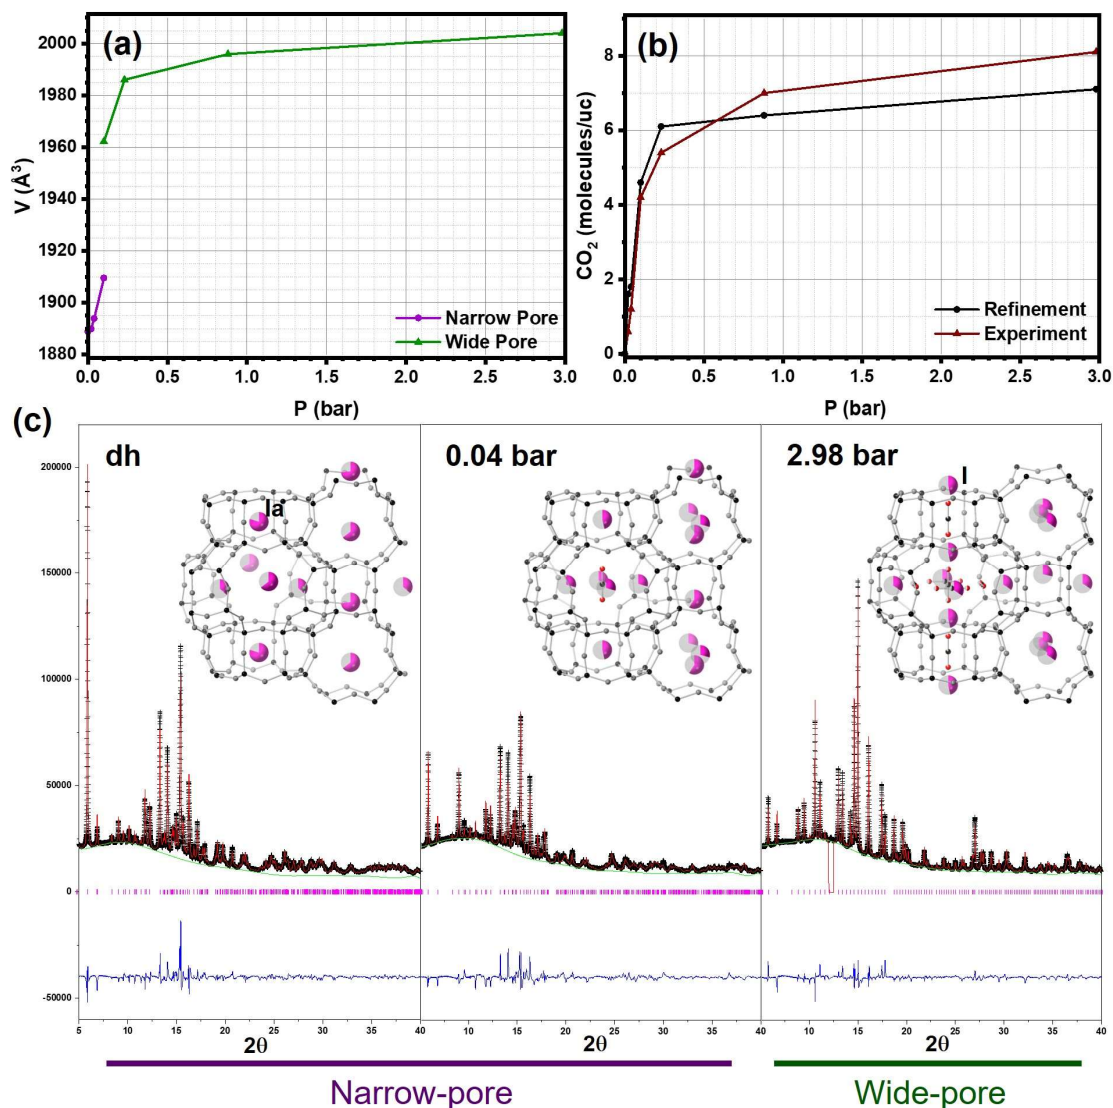 (a)
2000
1980
1960
1940
1920
1900
1880
V (Å³)
0.0 0.5 1.0 1.5 2.0 2.5 3.0
P (bar)
Narrow Pore
Wide Pore
(b)
8
6
4
2
0
CO₂ (molecules/uc)
0.0 0.5 1.0 1.5 2.0 2.5 3.0
P (bar)
Refinement
Experiment
(c)
dh
Ia
0.04 bar
2.98 bar
I
200000
150000
100000
50000
0
-50000
5 10 15 20 25 30 35 40
10 15 20 25 30 35 40
10 15 20 25 30 35 40
2θ
2θ
2θ
Narrow-pore
Wide-pore